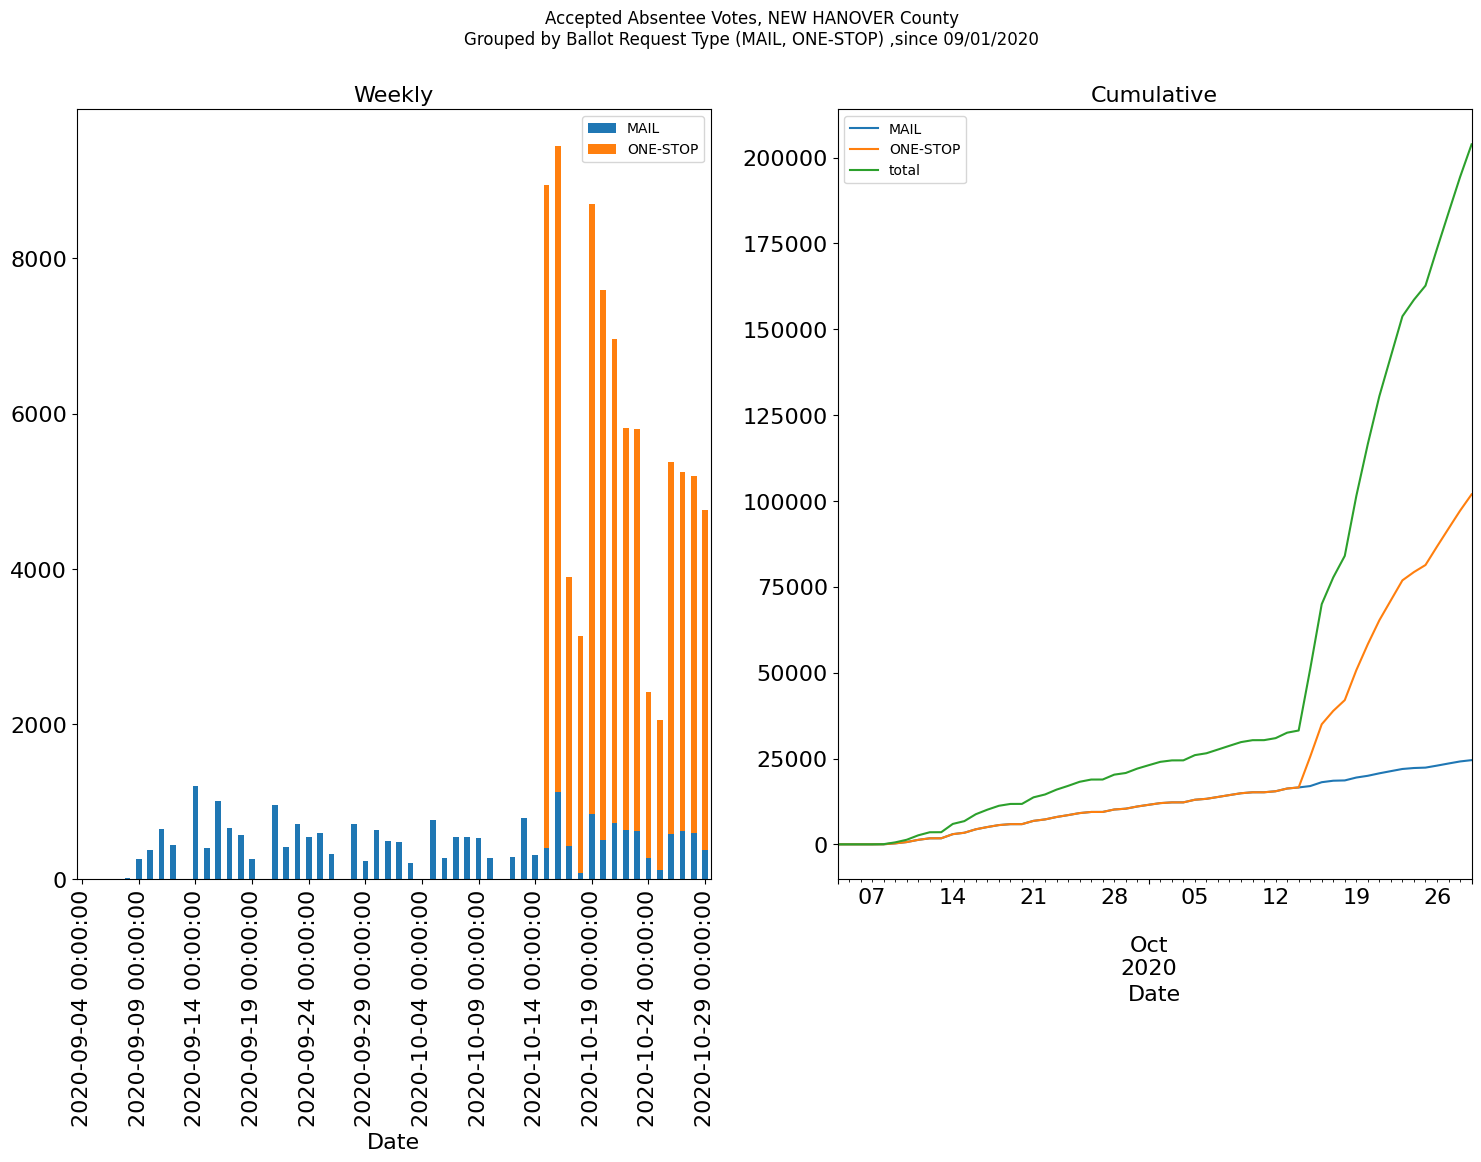 Accepted Absentee Votes, NEW HANOVER County
Grouped by Ballot Request Type (MAIL, ONE-STOP) ,since 09/01/2020
Weekly
MAIL
ONE-STOP
8000
6000
4000
2000
0
2020-09-04 00:00:00
2020-09-09 00:00:00
2020-09-14 00:00:00
2020-09-19 00:00:00
2020-09-24 00:00:00
2020-09-29 00:00:00
2020-10-04 00:00:00
2020-10-09 00:00:00
2020-10-14 00:00:00
2020-10-19 00:00:00
2020-10-24 00:00:00
2020-10-29 00:00:00
Date
Cumulative
MAIL
ONE-STOP
total
200000
175000
150000
125000
100000
75000
50000
25000
0
07 14 21 28 05 12 19 26
Oct
2020
Date